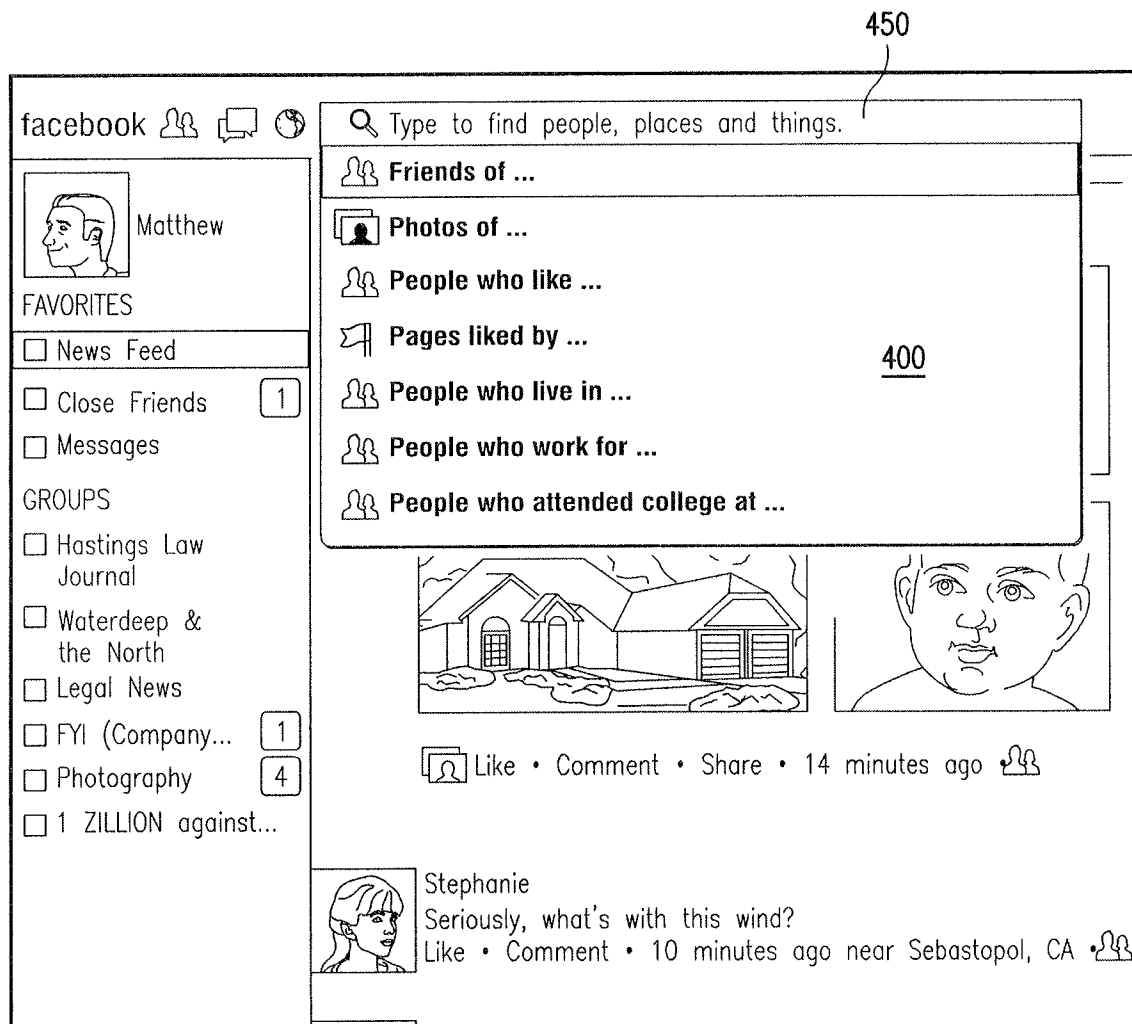 450
facebook
Type to find people, places and things.
Friends of ...
Photos of ...
People who like ...
Pages liked by ...
People who live in ...
People who work for ...
People who attended college at ...
400
Matthew
FAVORITES
News Feed
Close Friends 1
Messages
GROUPS
Hastings Law
Journal
Waterdeep &
the North
Legal News
FYI (Company... 1
Photography 4
1 ZILLION against...
Like • Comment • Share • 14 minutes ago •
Stephanie
Seriously, what's with this wind?
Like • Comment • 10 minutes ago near Sebastopol, CA •